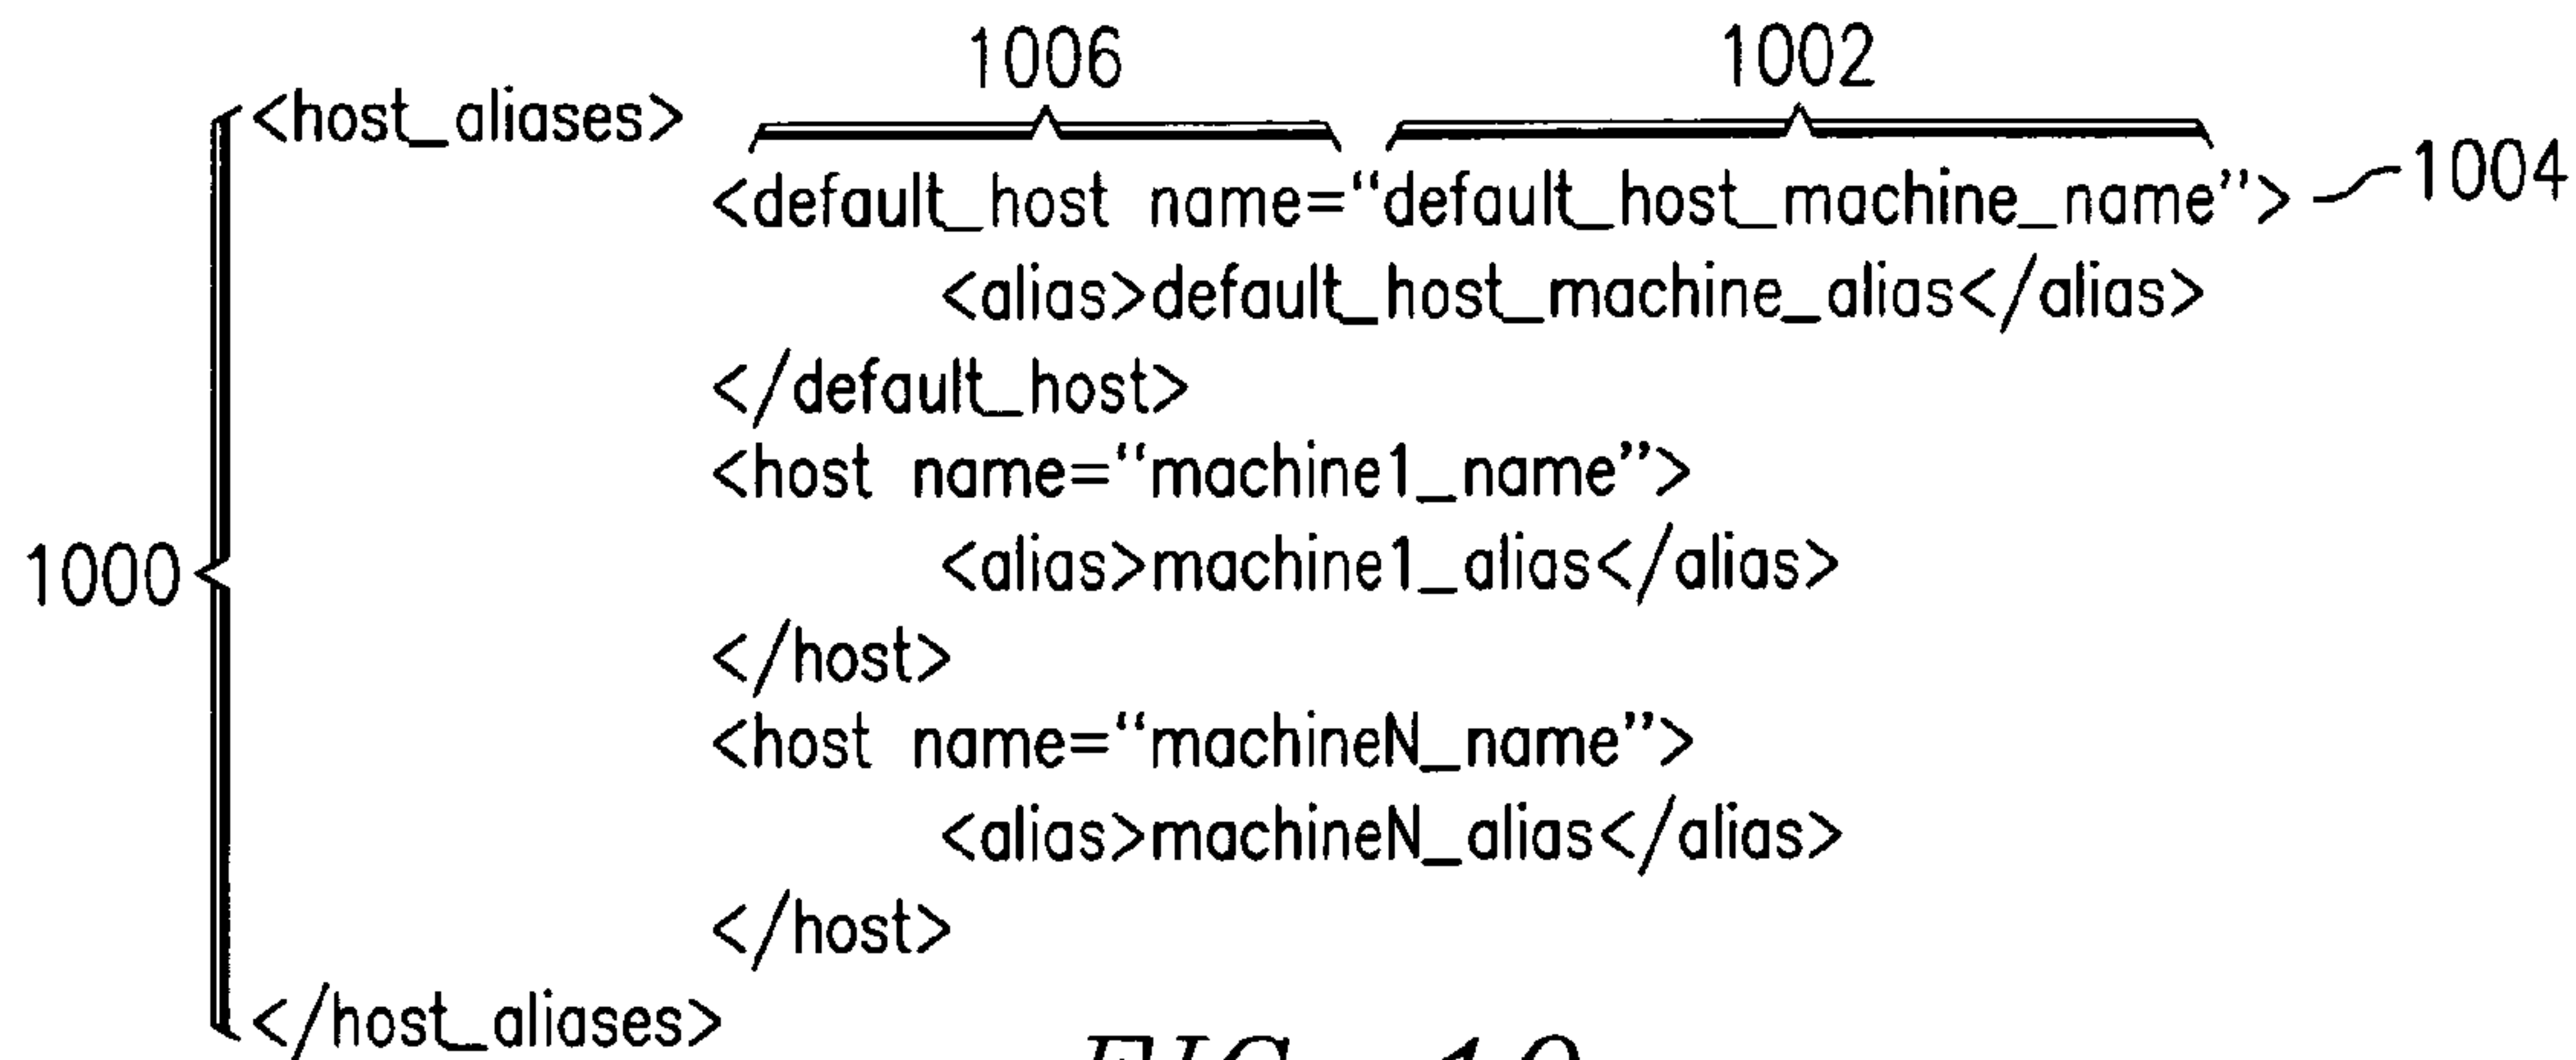 1006 1002
<host_aliases>
<default_host name=“default_host_machine_name”> 1004
<alias>default_host_machine_alias</alias>
</default_host>
<host name=“machine1_name”>
1000 <alias>machine1_alias</alias>
</host>
<host name=“machineN_name”>
<alias>machineN_alias</alias>
</host>
</host_aliases>